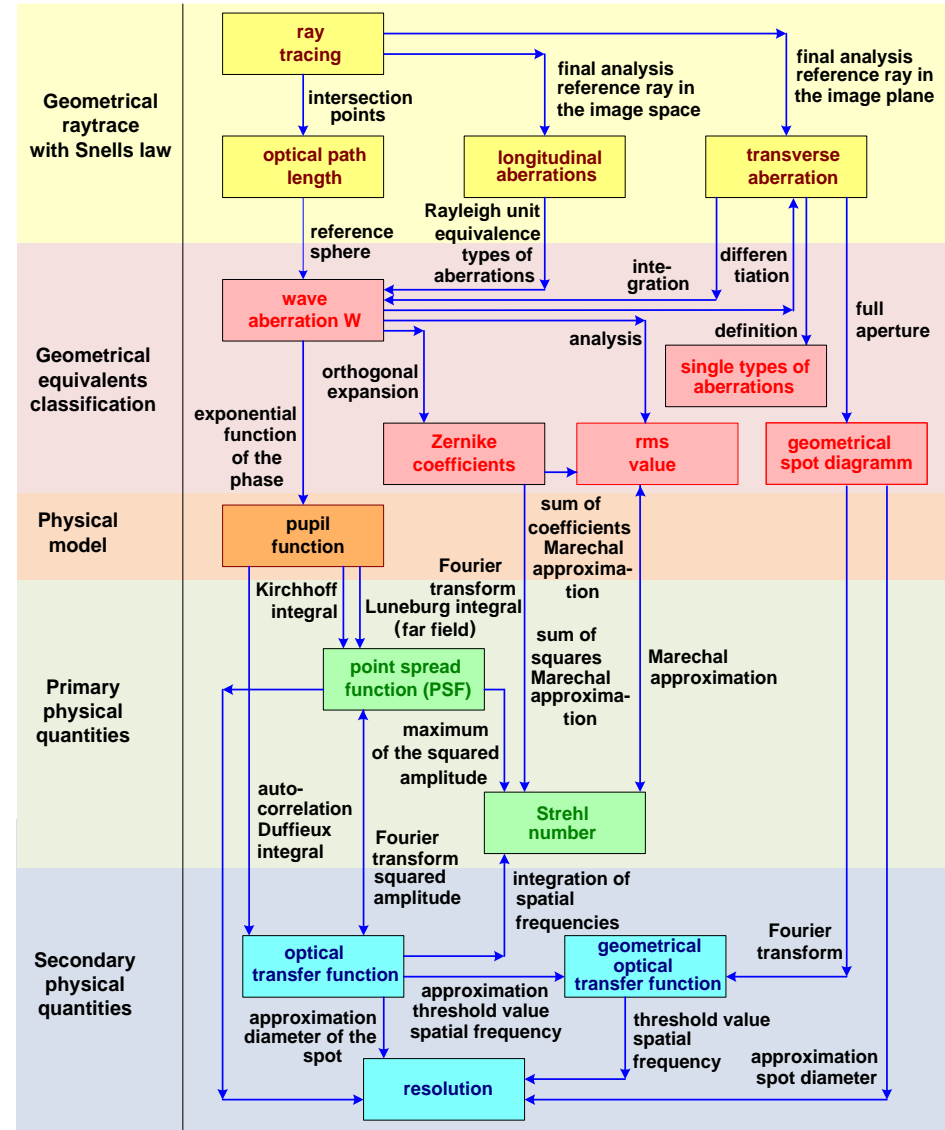 Geometrical
raytrace
with Snells law
ray
tracing
intersection
points
final analysis
reference ray in
the image space
final analysis
reference ray in
the image plane
optical path
length
longitudinal
aberrations
transverse
aberration
reference
sphere
Rayleigh unit
equivalence
types of
aberrations
inte-
gration
differen
tiation
full
aperture
Geometrical
equivalents
classification
wave
aberration W
definition
analysis
orthogonal
expansion
single types of
aberrations
exponential
function
of the
phase
Zernike
coefficients
rms
value
geometrical
spot diagramm
Physical
model
pupil
function
sum of
coefficients
Marechal
approxima-
tion
Kirchhoff
integral
Fourier
transform
Luneburg integral
(far field)
Primary
physical
quantities
point spread
function (PSF)
sum of
squares
Marechal
approxima-
tion
Marechal
approximation
maximum
of the squared
amplitude
auto-
correlation
Duffieux
integral
Fourier
transform
squared
amplitude
Strehl
number
integration of
spatial
frequencies
Secondary
physical
quantities
optical
transfer function
geometrical
optical
transfer function
Fourier
transform
approximation
diameter of the
spot
approximation
threshold value
spatial frequency
threshold value
spatial
frequency
approximation
spot diameter
resolution